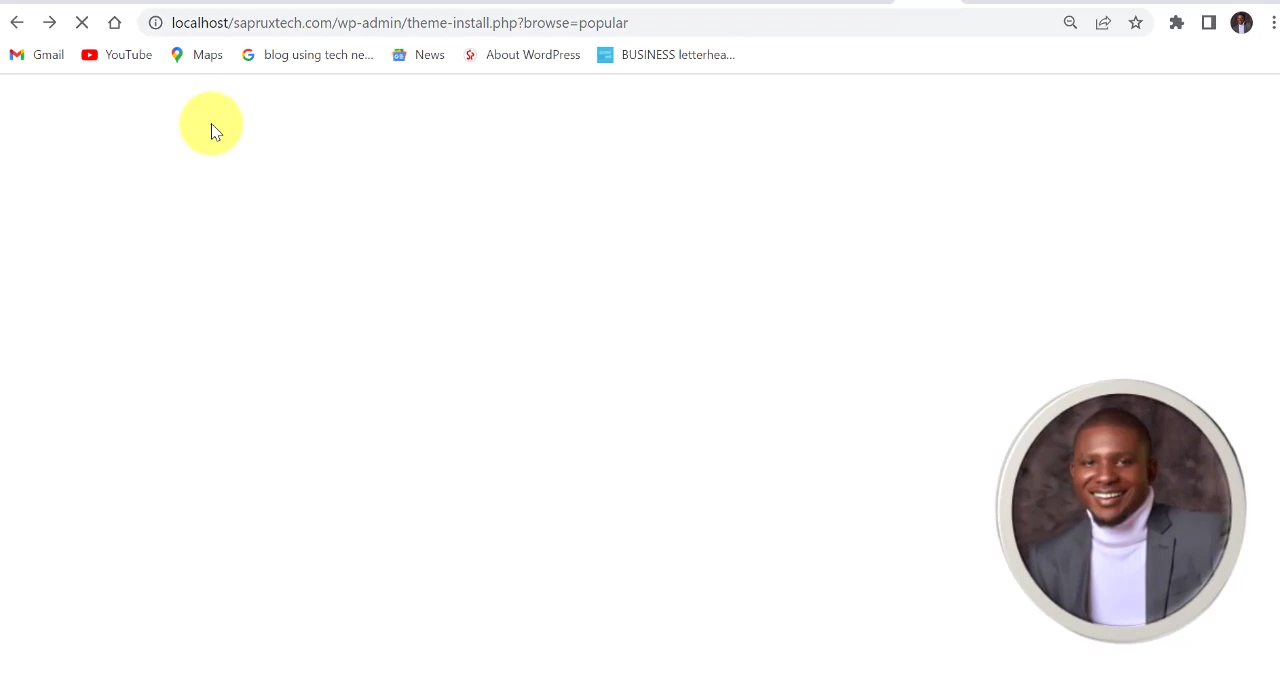 localhost/sapruxtech.com/wp-admin/theme-install.php?browse=popular
Gmail YouTube Maps blog using tech ne... News About WordPress BUSINESS letterhea...